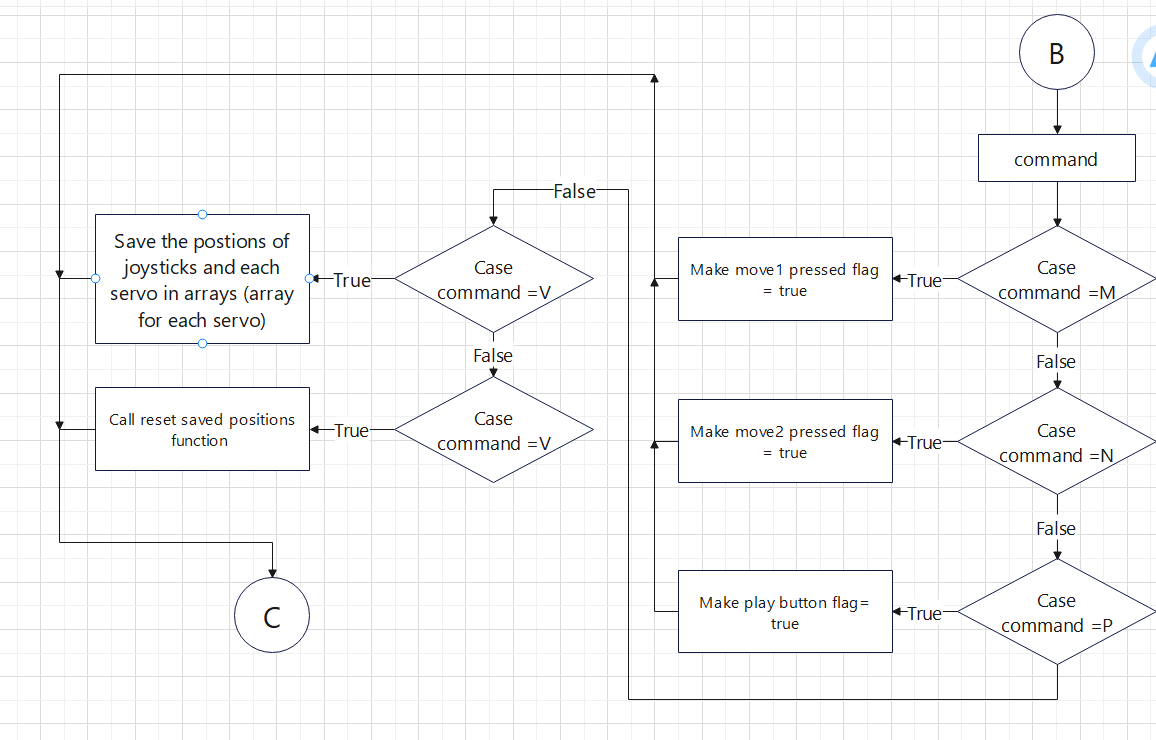 B
command
False
Save the postions of
joysticks and each
servo in arrays (array
for each servo)
True
Case
command =V
Make move1 pressed flag
= true
True
Case
command =M
False
False
Call reset saved positions
function
True
Case
command =V
Make move2 pressed flag
= true
True
Case
command =N
False
C
Make play button flag=
true
True
Case
command =P